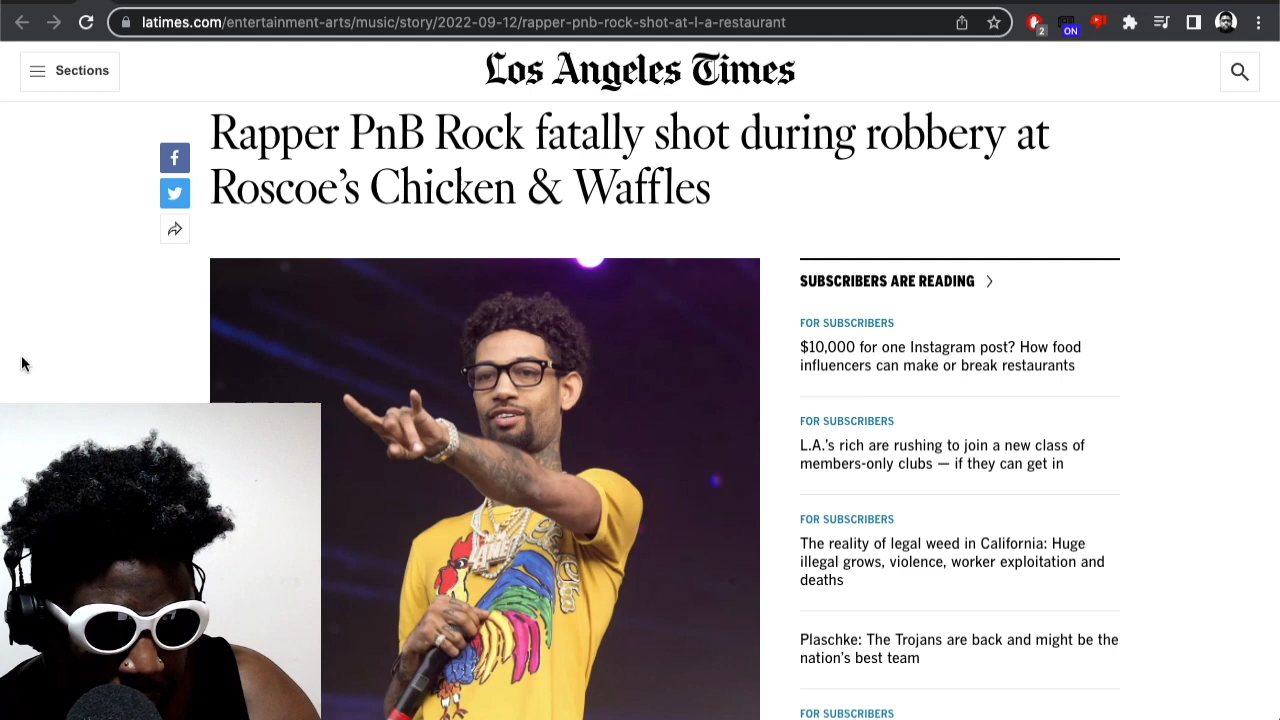 latimes.com/entertainment-arts/music/story/2022-09-12/rapper-pnb-rock-shot-at-l-a-restaurant
2
ON
Sections
Los Angeles Times
Rapper PnB Rock fatally shot during robbery at
Roscoe's Chicken & Waffles
SUBSCRIBERS ARE READING
FOR SUBSCRIBERS
$10,000 for one Instagram post? How food
influencers can make or break restaurants
FOR SUBSCRIBERS
L.A.'s rich are rushing to join a new class of
members-only clubs — if they can get in
FOR SUBSCRIBERS
The reality of legal weed in California: Huge
illegal grows, violence, worker exploitation and
deaths
Plaschke: The Trojans are back and might be the
nation's best team
FOR SUBSCRIBERS